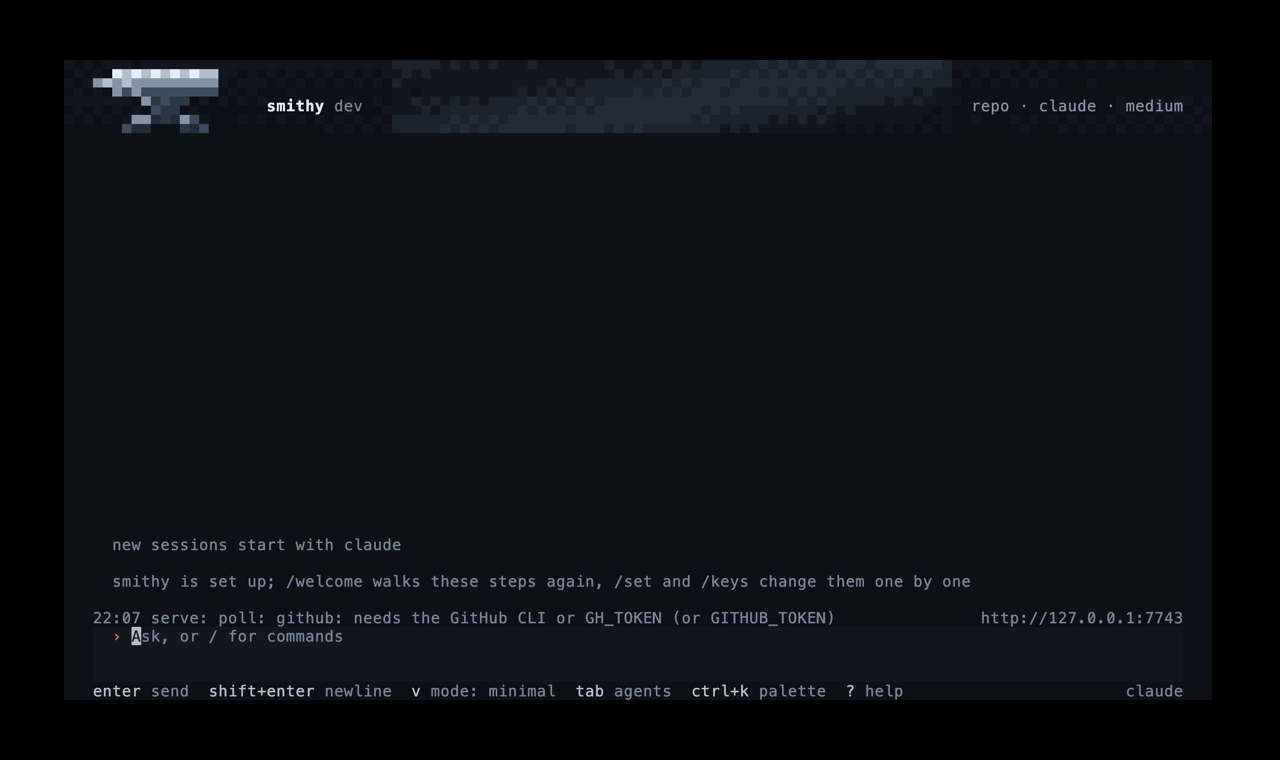 smithy dev repo · claude · medium
new sessions start with claude
smithy is set up; /welcome walks these steps again, /set and /keys change them one by one
22:07 serve: poll: github: needs the GitHub CLI or GH_TOKEN (or GITHUB_TOKEN) http://127.0.0.1:7743
› Ask, or / for commands
enter send shift+enter newline v mode: minimal tab agents ctrl+k palette ? help claude